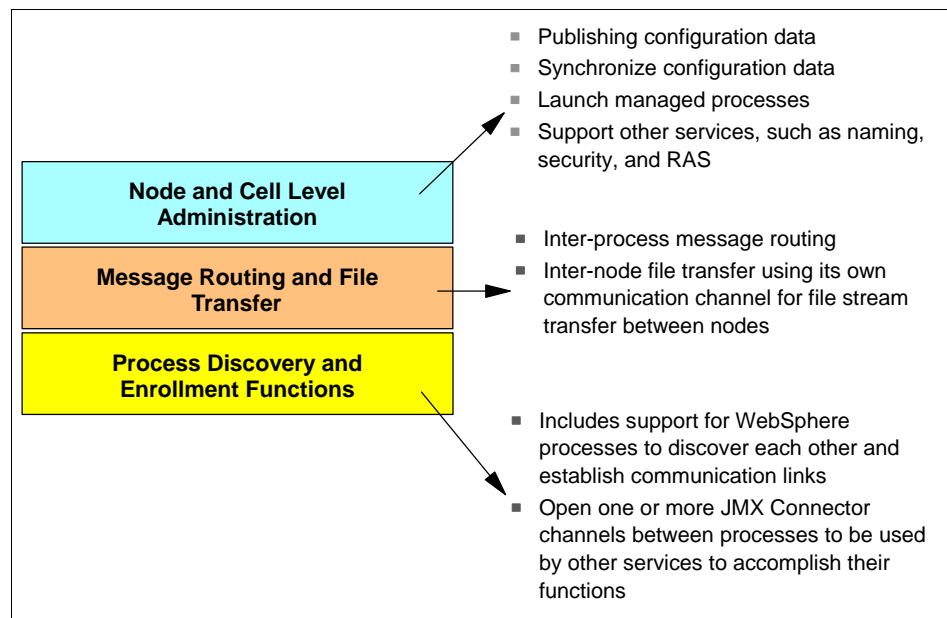 Publishing configuration data
Synchronize configuration data
Launch managed processes
Support other services, such as naming,
security, and RAS
Node and Cell Level
Administration
Inter-process message routing
Inter-node file transfer using its own
communication channel for file stream
transfer between nodes
Message Routing and File
Transfer
Process Discovery and
Enrollment Functions
Includes support for WebSphere
processes to discover each other and
establish communication links
Open one or more JMX Connector
channels between processes to be used
by other services to accomplish their
functions